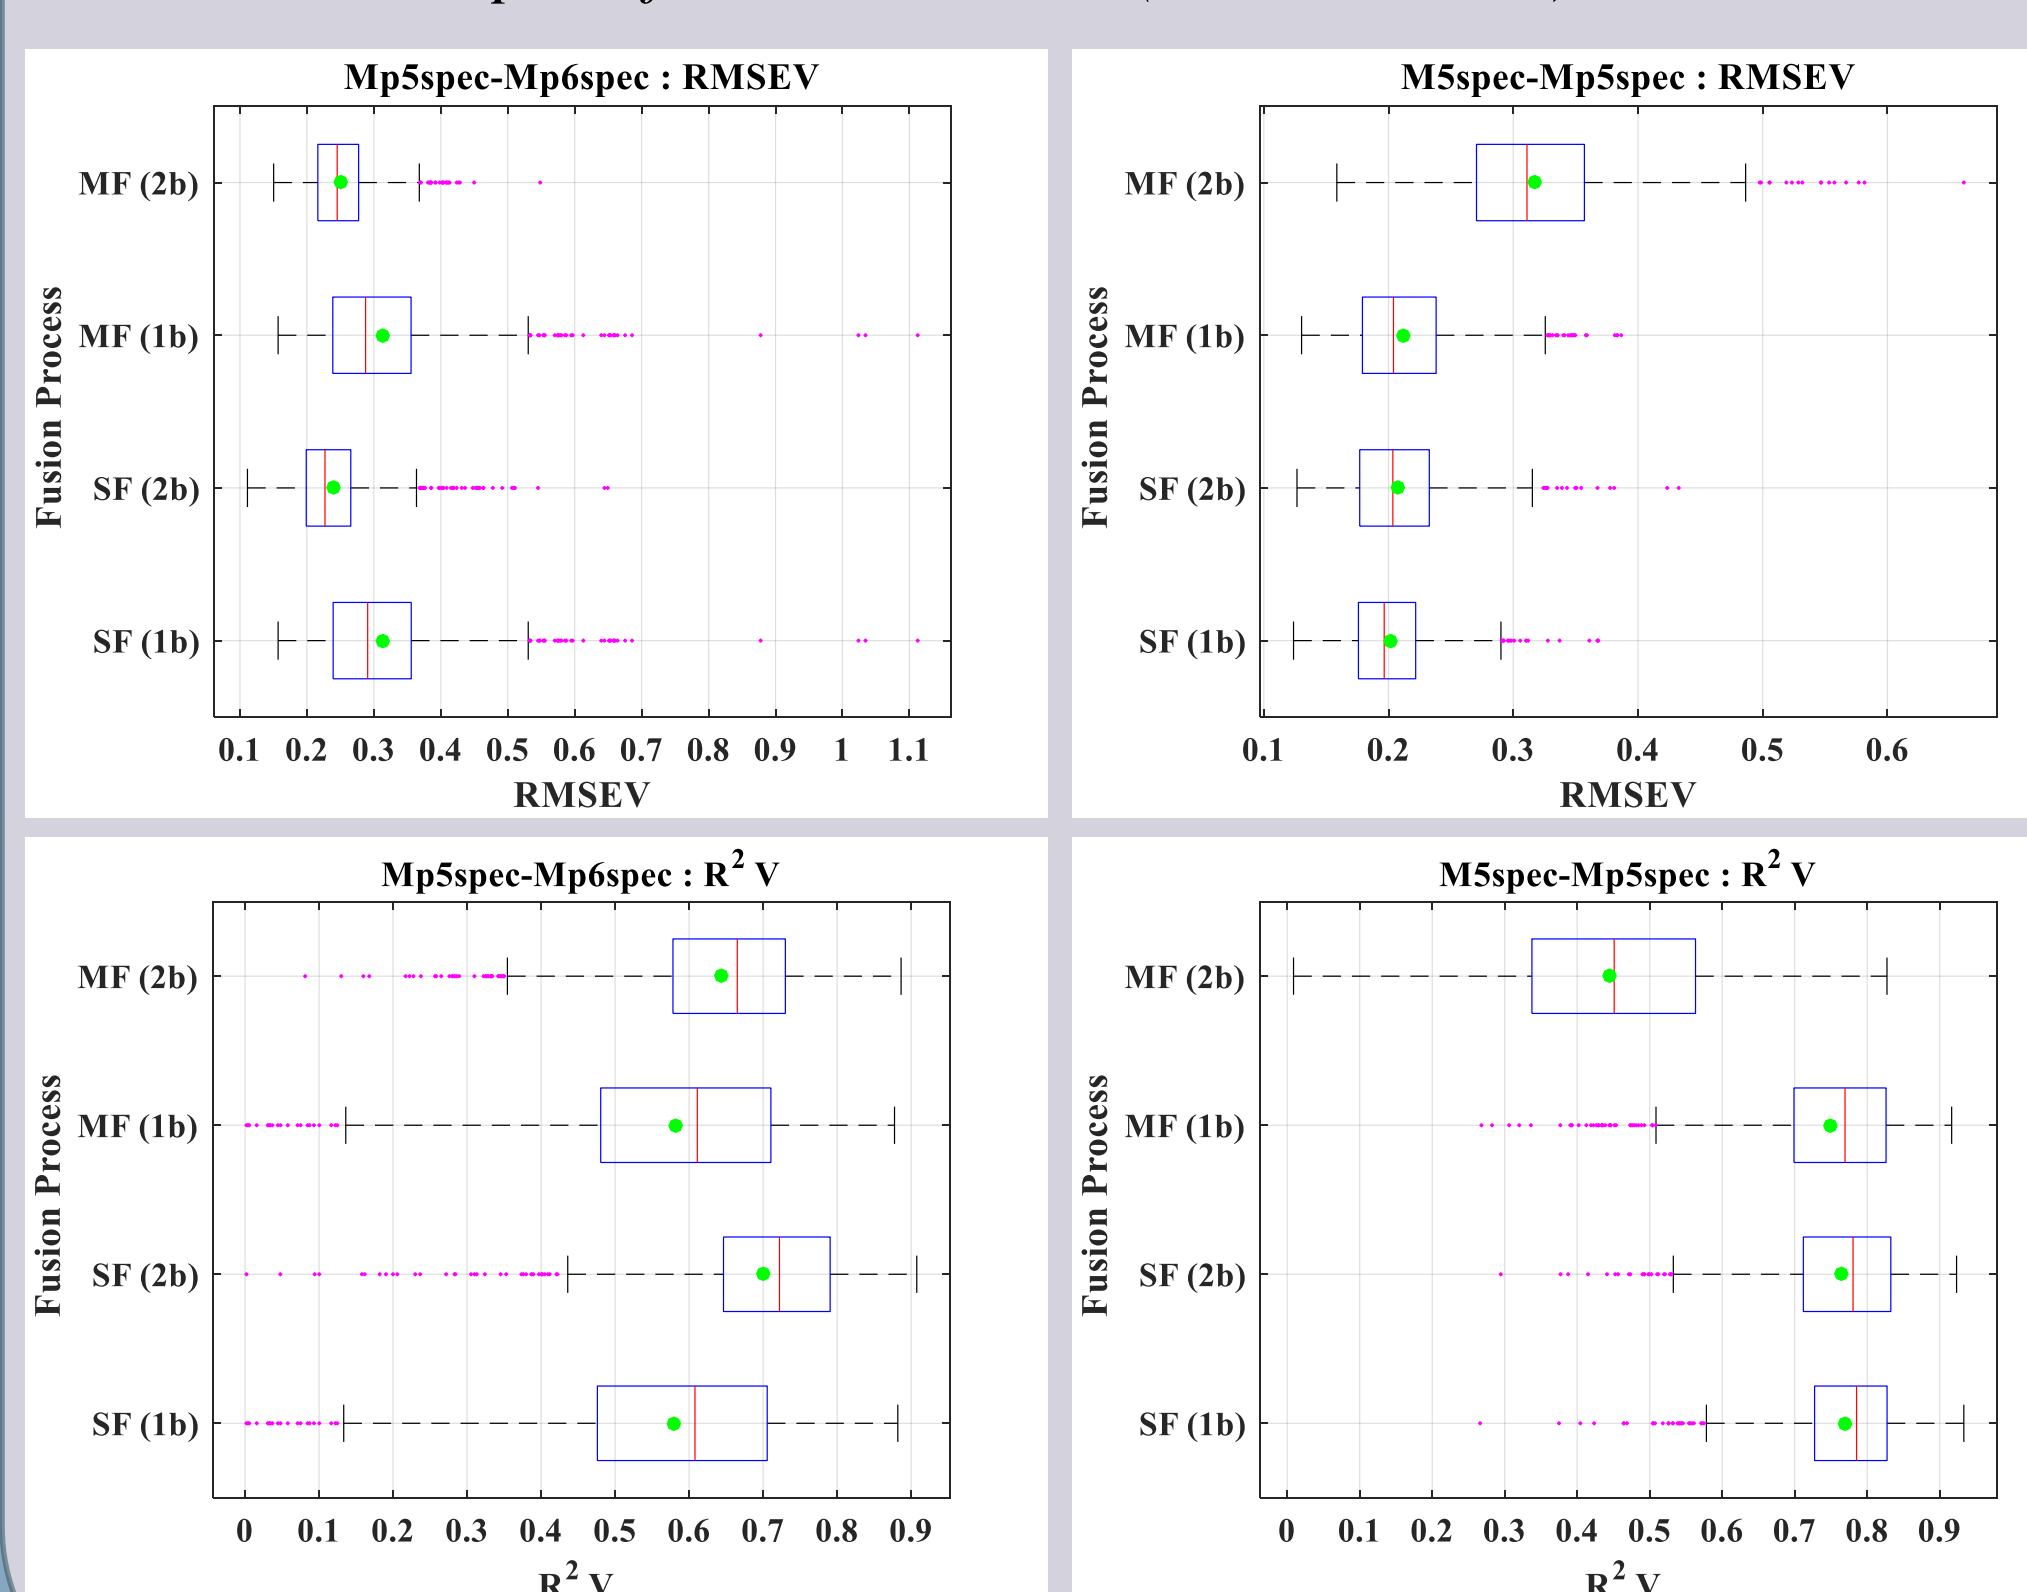 Mp5spec-Mp6spec : RMSEV
MF (2b)
MF (1b)
SF (2b)
SF (1b)
Fusion Process
0.1 0.2 0.3 0.4 0.5 0.6 0.7 0.8 0.9 1 1.1
RMSEV
M5spec-Mp5spec : RMSEV
MF (2b)
MF (1b)
SF (2b)
SF (1b)
Fusion Process
0.1 0.2 0.3 0.4 0.5 0.6
RMSEV
Mp5spec-Mp6spec : R² V
MF (2b)
MF (1b)
SF (2b)
SF (1b)
Fusion Process
0 0.1 0.2 0.3 0.4 0.5 0.6 0.7 0.8 0.9
R² V
M5spec-Mp5spec : R² V
MF (2b)
MF (1b)
SF (2b)
SF (1b)
Fusion Process
0 0.1 0.2 0.3 0.4 0.5 0.6 0.7 0.8 0.9
R² V